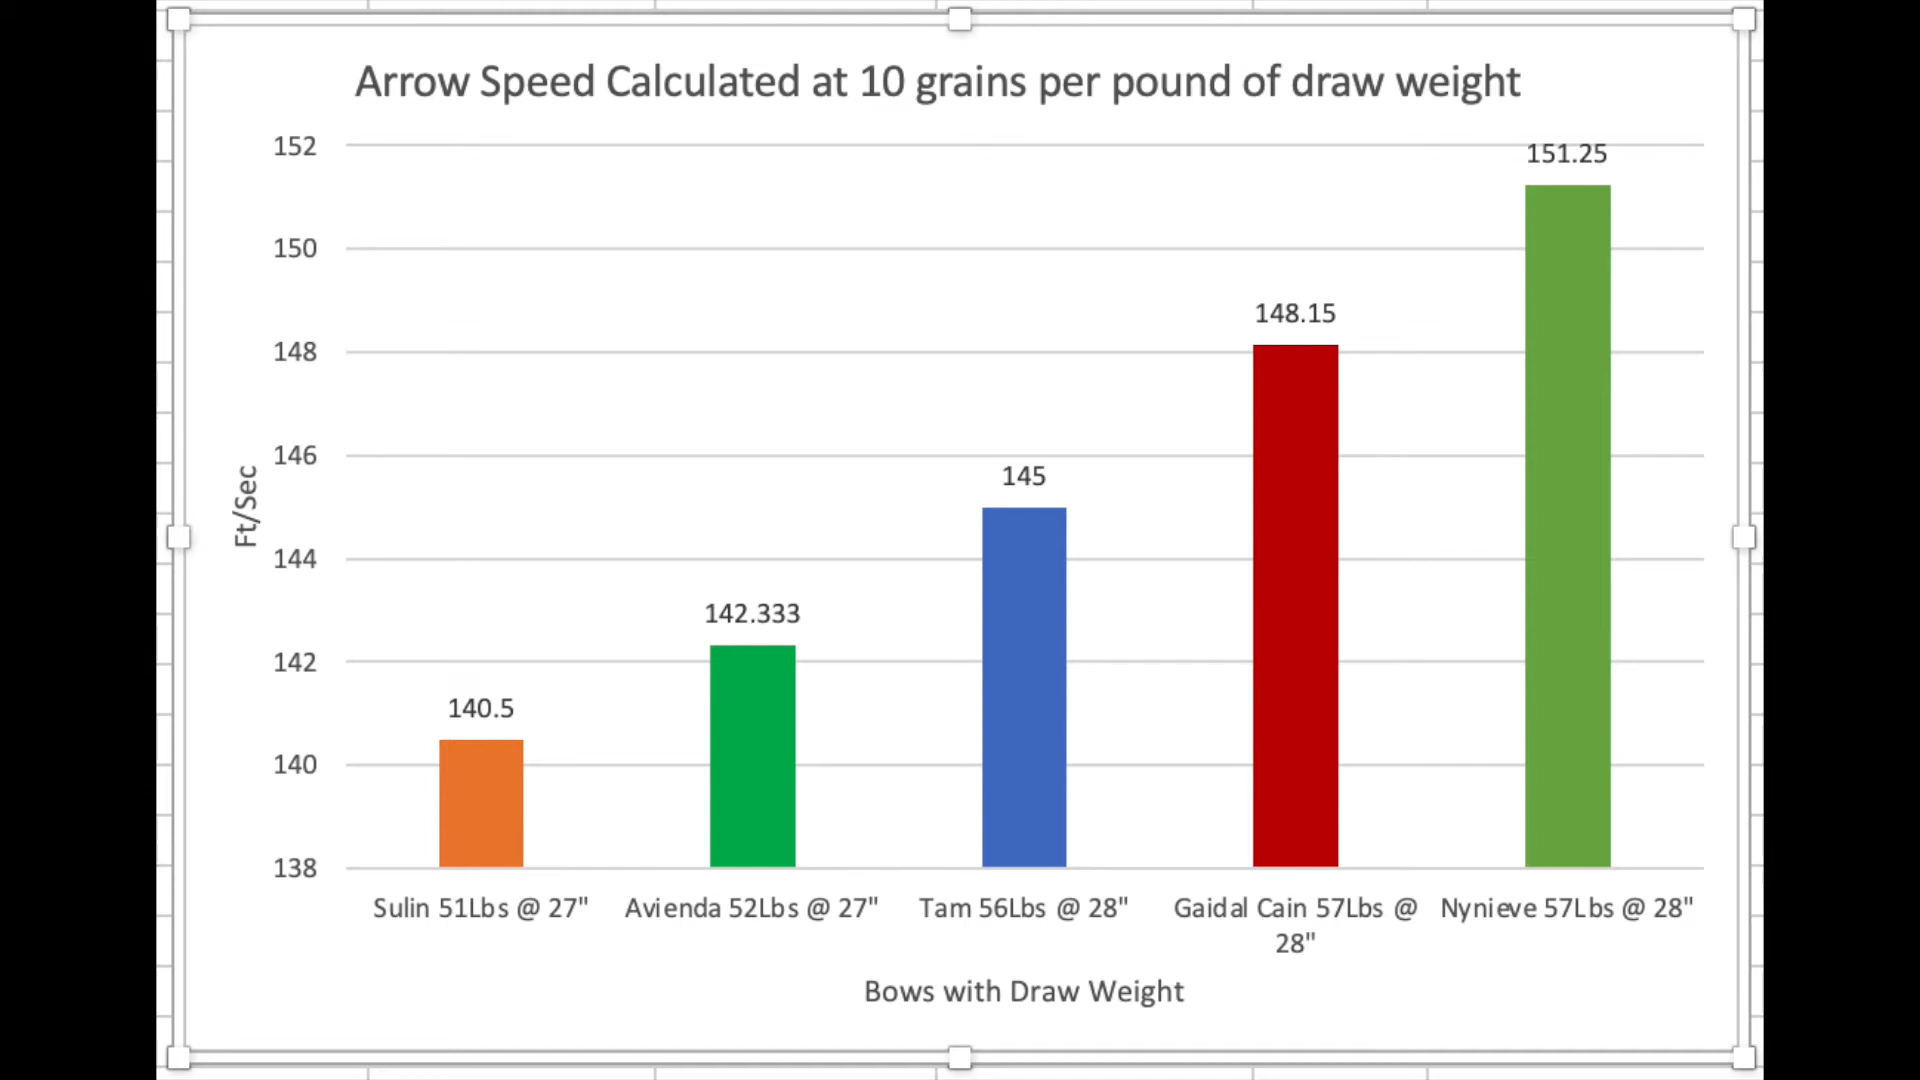 Arrow Speed Calculated at 10 grains per pound of draw weight
152
150
148
146
144
142
140
138
Ft/Sec
140.5
142.333
145
148.15
151.25
Sulin 51Lbs @ 27"
Avienda 52Lbs @ 27"
Tam 56Lbs @ 28"
Gaidal Cain 57Lbs @
28"
Nynieve 57Lbs @ 28"
Bows with Draw Weight